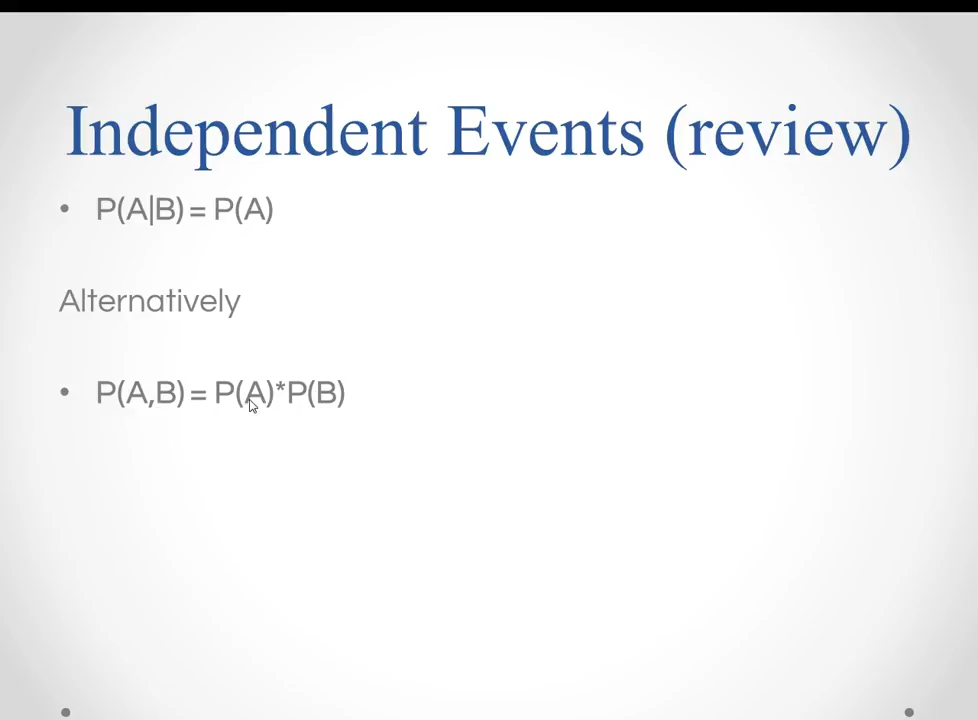 Independent Events (review)
• P(A|B) = P(A)
Alternatively
• P(A,B) = P(A)*P(B)